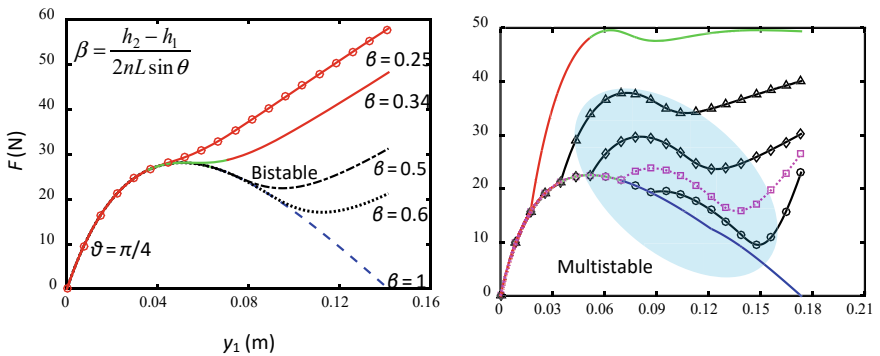 60
50
40
30
20
10
0
F (N)
β = (h₂ − h₁) / (2nL sin θ)
β = 0.25
β = 0.34
Bistable
β = 0.5
β = 0.6
ϑ = π/4
β = 1
0 0.04 0.08 0.12 0.16
y₁ (m)
50
40
30
20
10
0
Multistable
0 0.03 0.06 0.09 0.12 0.15 0.18 0.21